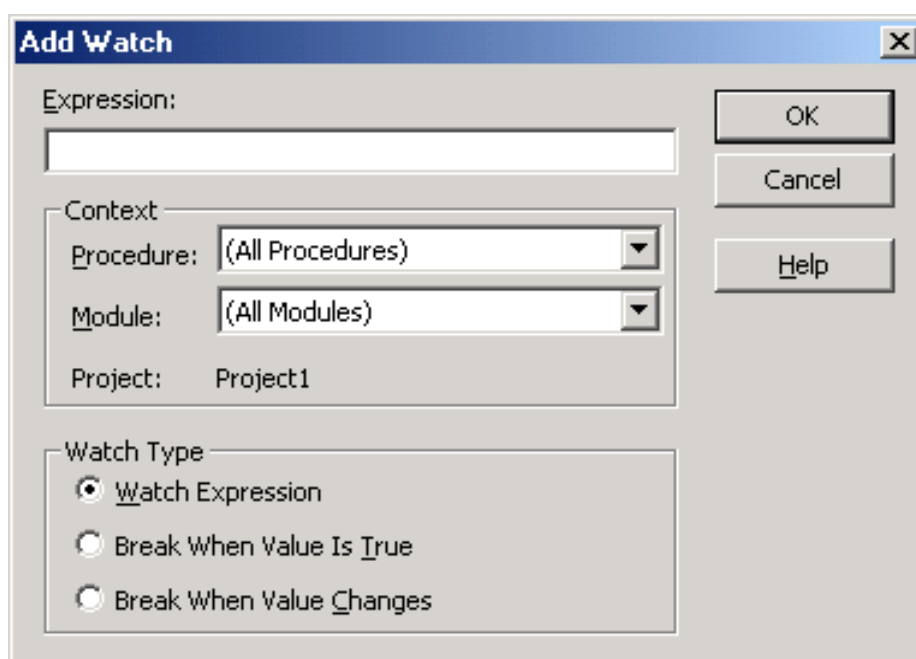 Add Watch
Expression:
OK
Cancel
Context
Procedure: (All Procedures)
Help
Module: (All Modules)
Project: Project1
Watch Type
Watch Expression
Break When Value Is True
Break When Value Changes